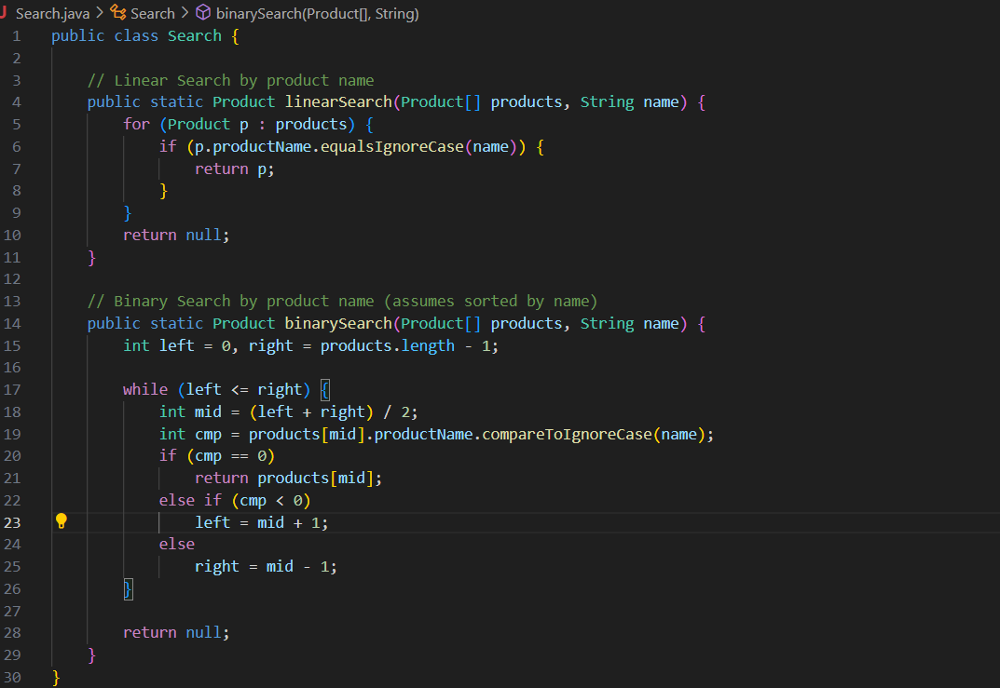 J Search.java > Search > binarySearch(Product[], String)
1 public class Search {
2
3 // Linear Search by product name
4 public static Product linearSearch(Product[] products, String name) {
5 for (Product p : products) {
6 if (p.productName.equalsIgnoreCase(name)) {
7 return p;
8 }
9 }
10 return null;
11 }
12
13 // Binary Search by product name (assumes sorted by name)
14 public static Product binarySearch(Product[] products, String name) {
15 int left = 0, right = products.length - 1;
16
17 while (left <= right) {
18 int mid = (left + right) / 2;
19 int cmp = products[mid].productName.compareToIgnoreCase(name);
20 if (cmp == 0)
21 return products[mid];
22 else if (cmp < 0)
23 left = mid + 1;
24 else
25 right = mid - 1;
26 }
27
28 return null;
29 }
30 }